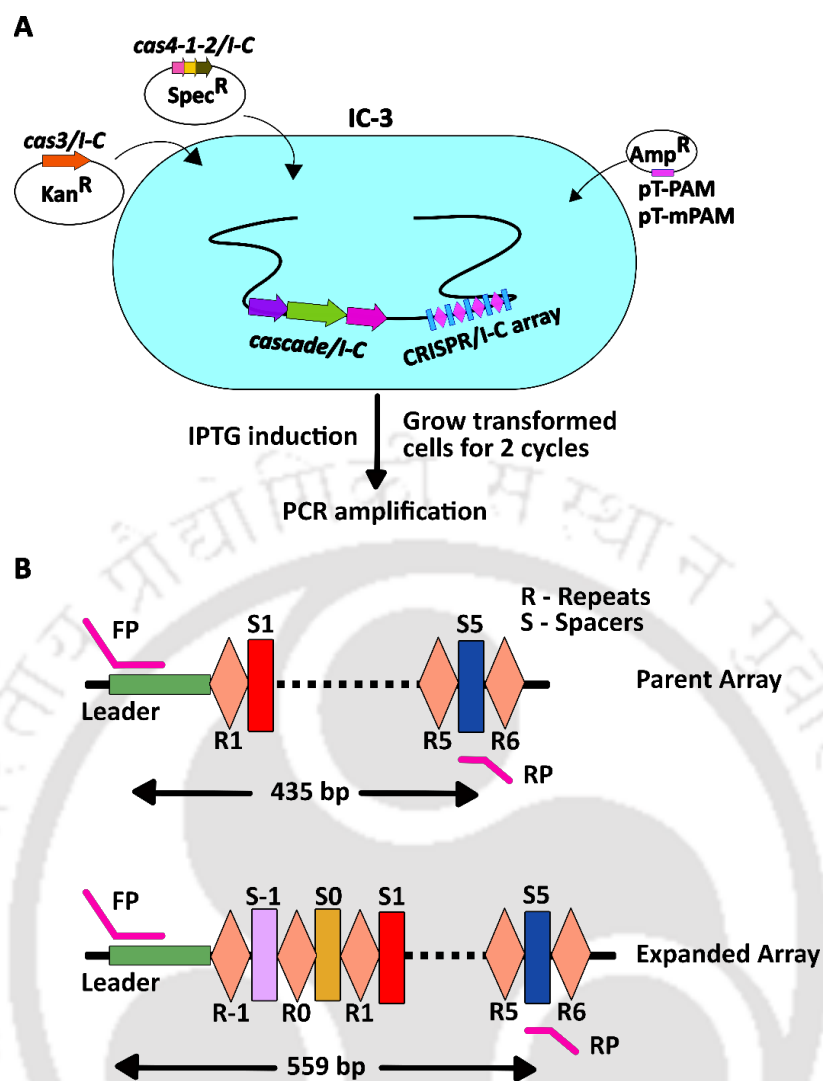 A
cas4-1-2/I-C
Spec^R
IC-3
cas3/I-C
Kan^R
Amp^R
pT-PAM
pT-mPAM
cascade/I-C
CRISPR/I-C array
IPTG induction
Grow transformed
cells for 2 cycles
PCR amplification
B
R - Repeats
S - Spacers
FP
S1
S5
Parent Array
Leader
R1
R5
R6
RP
435 bp
FP
S-1
S0
S1
S5
Expanded Array
Leader
R-1
R0
R1
R5
R6
RP
559 bp